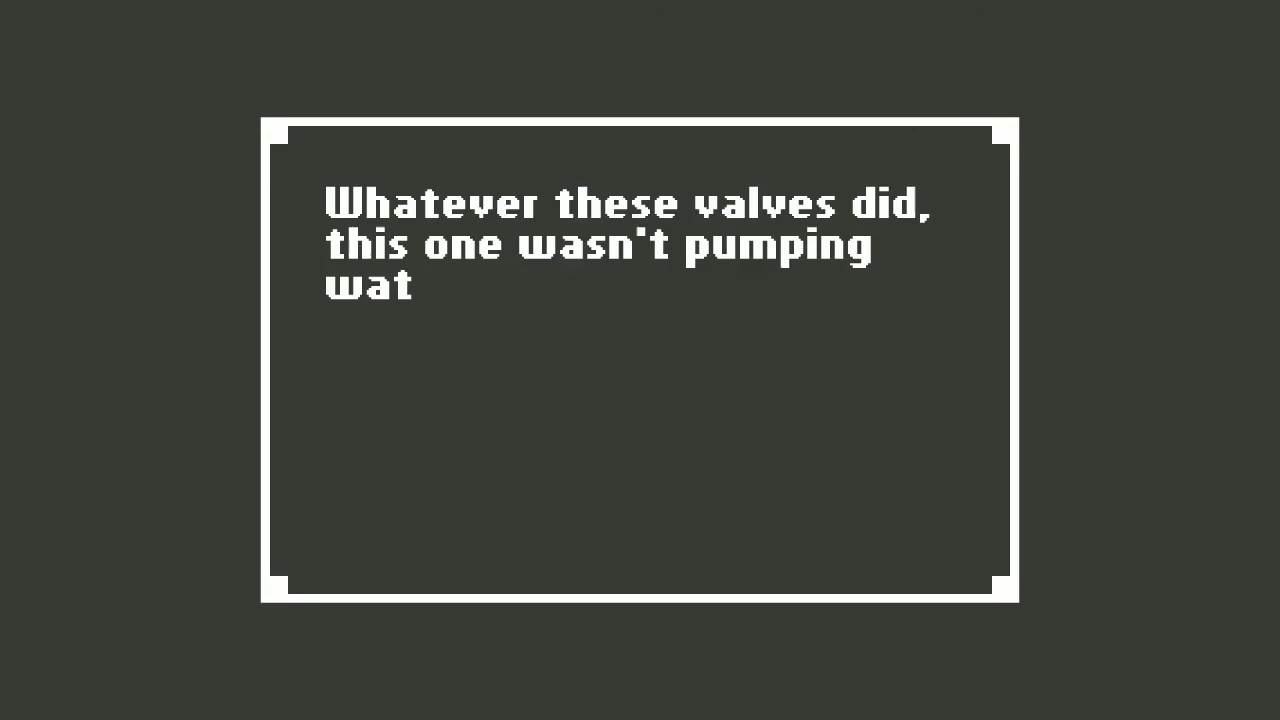 Whatever these valves did,
this one wasn't pumping
wat